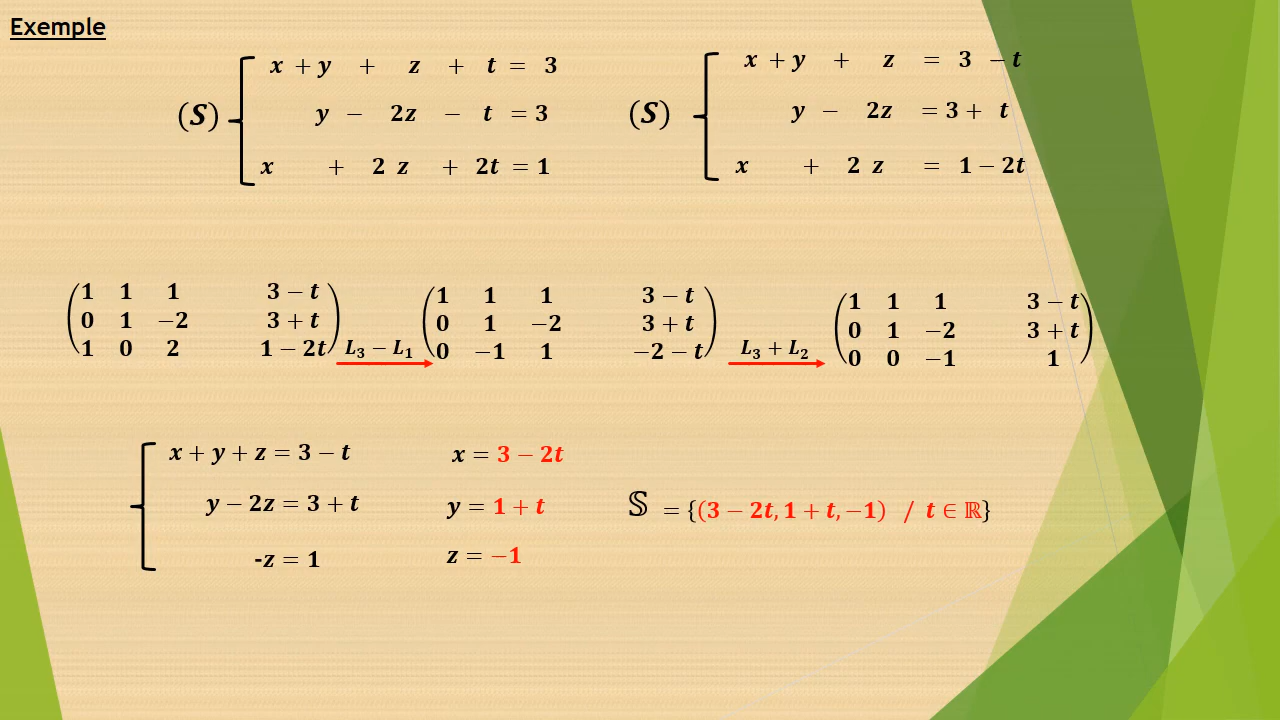 Exemple
(S) { x + y + z + t = 3
y − 2z − t = 3
x + 2 z + 2t = 1
(S) { x + y + z = 3 − t
y − 2z = 3 + t
x + 2 z = 1 − 2t
( 1 1 1 3 − t
0 1 −2 3 + t
1 0 2 1 − 2t )
L₃ − L₁
( 1 1 1 3 − t
0 1 −2 3 + t
0 −1 1 −2 − t )
L₃ + L₂
( 1 1 1 3 − t
0 1 −2 3 + t
0 0 −1 1 )
{ x + y + z = 3 − t
y − 2z = 3 + t
-z = 1
x = 3 − 2t
y = 1 + t
z = −1
𝕊 = {(3 − 2t, 1 + t, −1) / t ∈ ℝ}